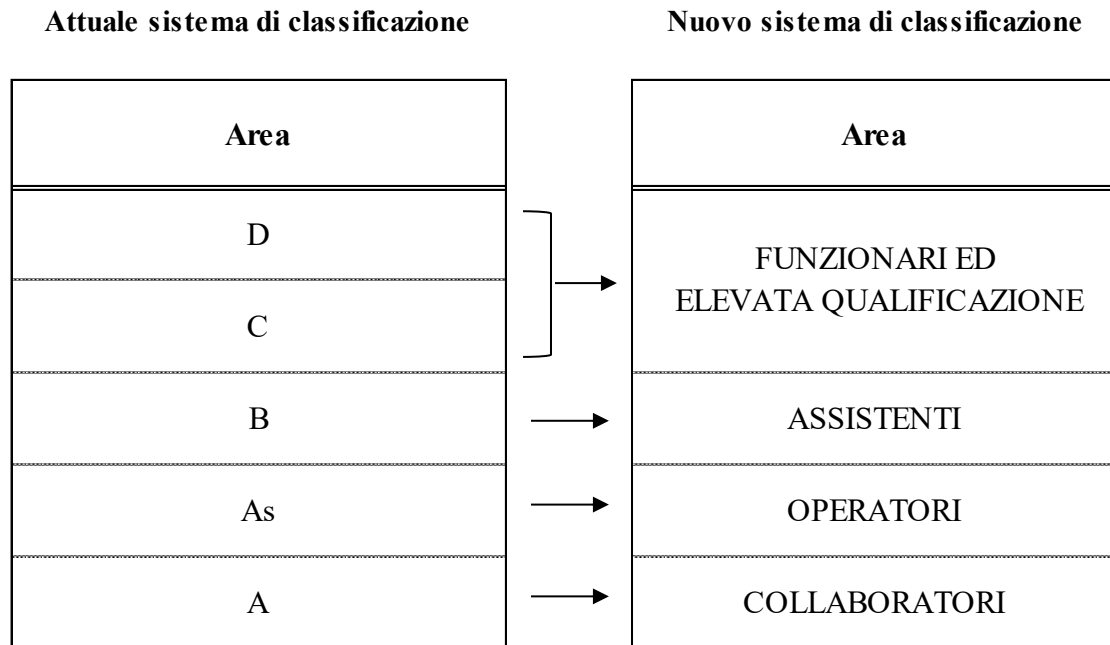 Attuale sistema di classificazione
Nuovo sistema di classificazione
Area
Area
D
C
B
As
A
FUNZIONARI ED
ELEVATA QUALIFICAZIONE
ASSISTENTI
OPERATORI
COLLABORATORI